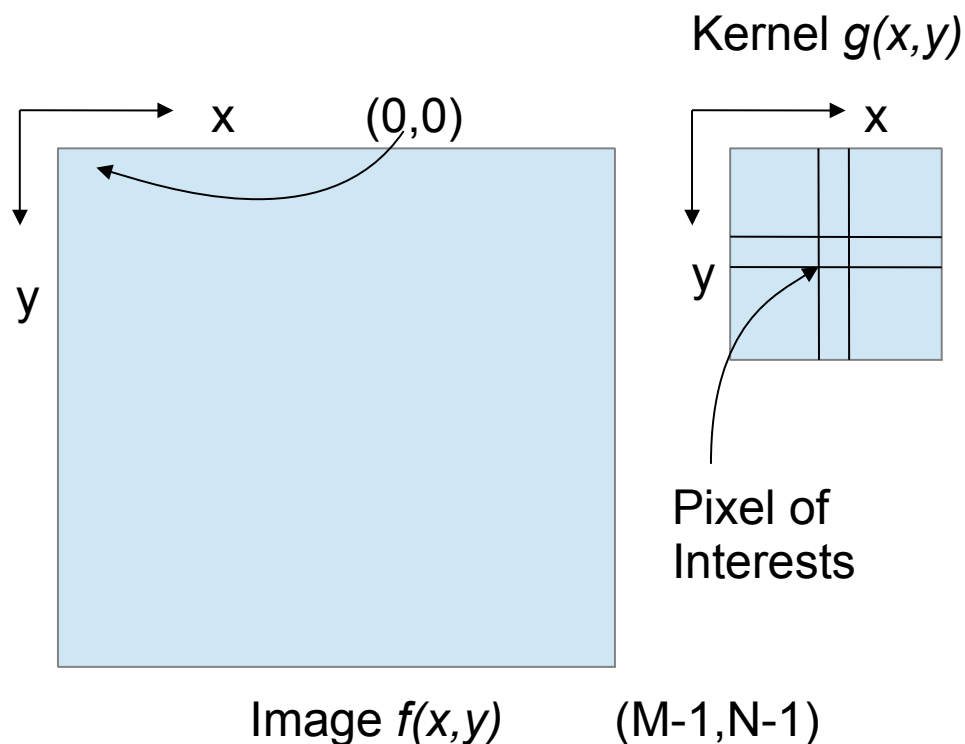 Kernel g(x,y)
x
(0,0)
x
y
y
Pixel of
Interests
Image f(x,y)
(M-1,N-1)